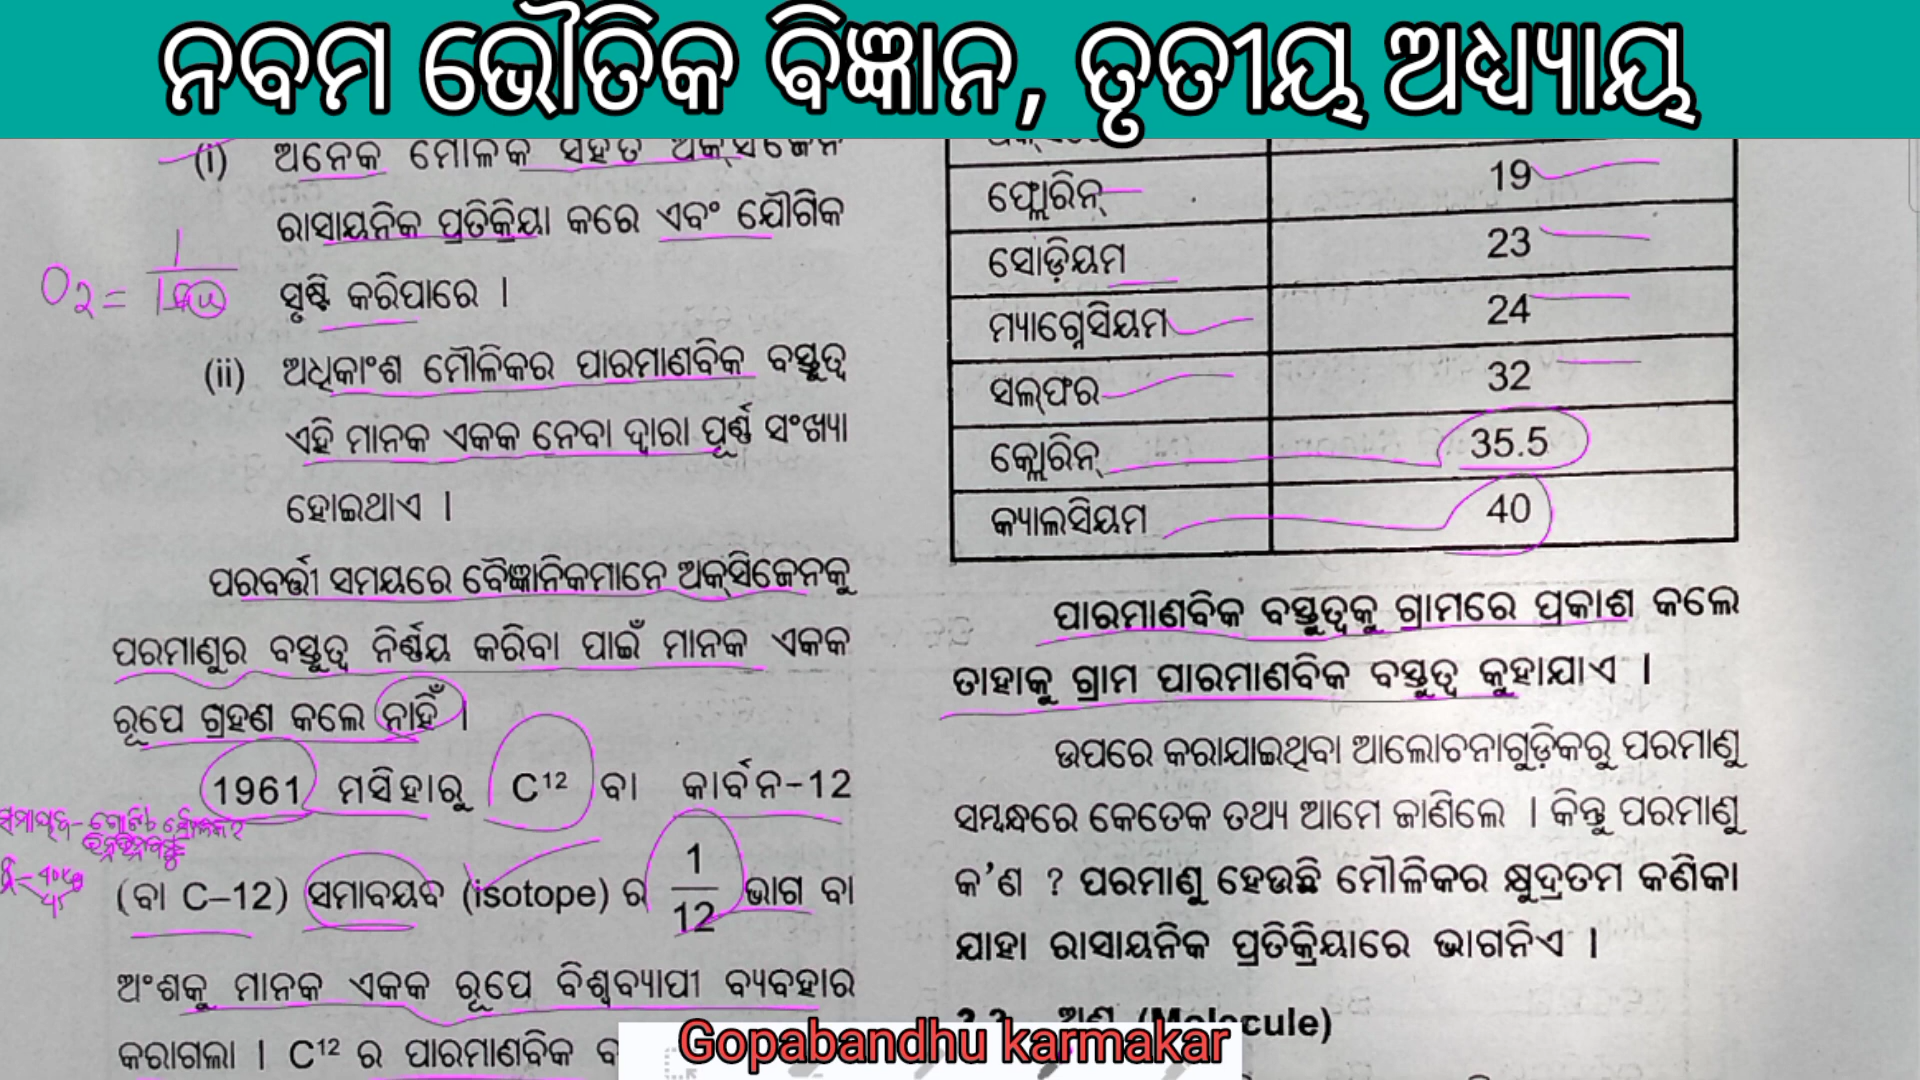 ନବମ ଭୌତିକ ବିଜ୍ଞାନ, ତୃତୀୟ ଅଧ୍ୟାୟ
(i) ଅନେକ ମୌଳିକ ସହିତ ଅକ୍‌ସିଜେନ
ରାସାୟନିକ ପ୍ରତିକ୍ରିୟା କରେ ଏବଂ ଯୌଗିକ
ସୃଷ୍ଟି କରିପାରେ ।
O₂ =
(ii) ଅଧିକାଂଶ ମୌଳିକର ପାରମାଣବିକ ବସ୍ତୁତ୍ୱ
ଏହି ମାନକ ଏକକ ନେବା ଦ୍ୱାରା ପୂର୍ଣ୍ଣ ସଂଖ୍ୟା
ହୋଇଥାଏ ।
ପରବର୍ତ୍ତୀ ସମୟରେ ବୈଜ୍ଞାନିକମାନେ ଅକ୍‌ସିଜେନକୁ
ପରମାଣୁର ବସ୍ତୁତ୍ୱ ନିର୍ଣ୍ଣୟ କରିବା ପାଇଁ ମାନକ ଏକକ
ରୂପେ ଗ୍ରହଣ କଲେ ନାହିଁ ।
1961 ମସିହାରୁ C¹² ବା କାର୍ବନ-12
(ବା C–12) ସମାବୟବ (isotope) ର 1/12 ଭାଗ ବା
ଅଂଶକୁ ମାନକ ଏକକ ରୂପେ ବିଶ୍ୱବ୍ୟାପୀ ବ୍ୟବହାର
କରାଗଲା । C¹² ର ପାରମାଣବିକ
ଫ୍ଲୋରିନ୍ 19
ସୋଡ଼ିୟମ 23
ମ୍ୟାଗ୍ନେସିୟମ 24
ସଲ୍‌ଫର 32
କ୍ଲୋରିନ୍ 35.5
କ୍ୟାଲସିୟମ 40
ପାରମାଣବିକ ବସ୍ତୁତ୍ୱକୁ ଗ୍ରାମରେ ପ୍ରକାଶ କଲେ
ତାହାକୁ ଗ୍ରାମ ପାରମାଣବିକ ବସ୍ତୁତ୍ୱ କୁହାଯାଏ ।
ଉପରେ କରାଯାଇଥିବା ଆଲୋଚନାଗୁଡ଼ିକରୁ ପରମାଣୁ
ସମ୍ବନ୍ଧରେ କେତେକ ତଥ୍ୟ ଆମେ ଜାଣିଲେ । କିନ୍ତୁ ପରମାଣୁ
କ'ଣ ? ପରମାଣୁ ହେଉଛି ମୌଳିକର କ୍ଷୁଦ୍ରତମ କଣିକା
ଯାହା ରାସାୟନିକ ପ୍ରତିକ୍ରିୟାରେ ଭାଗନିଏ ।
ଅଣୁ (Molecule)
Gopabandhu karmakar